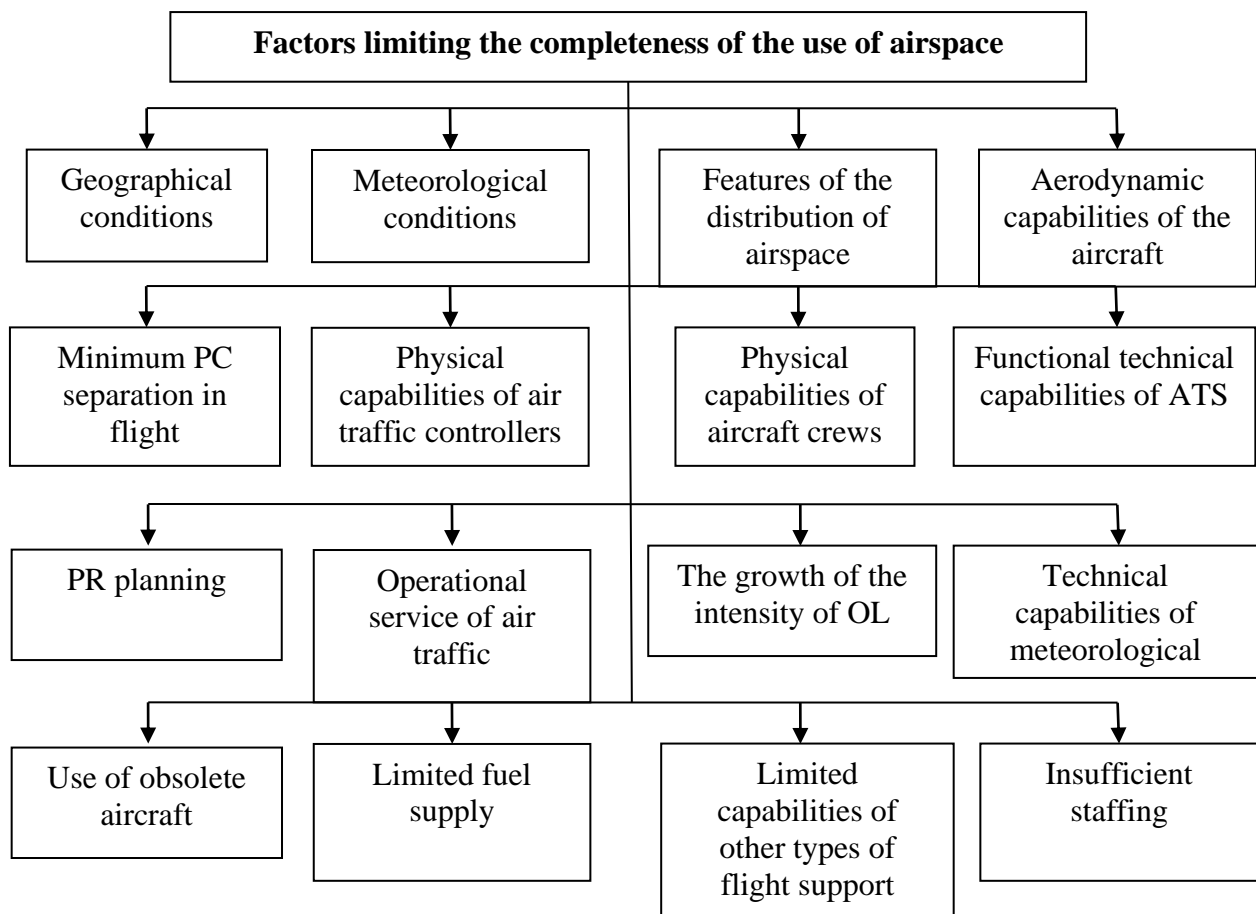 Factors limiting the completeness of the use of airspace
Geographical
conditions
Meteorological
conditions
Features of the
distribution of
airspace
Aerodynamic
capabilities of the
aircraft
Minimum PC
separation in
flight
Physical
capabilities of air
traffic controllers
Physical
capabilities of
aircraft crews
Functional technical
capabilities of ATS
PR planning
Operational
service of air
traffic
The growth of the
intensity of OL
Technical
capabilities of
meteorological
Use of obsolete
aircraft
Limited fuel
supply
Limited
capabilities of
other types of
flight support
Insufficient
staffing